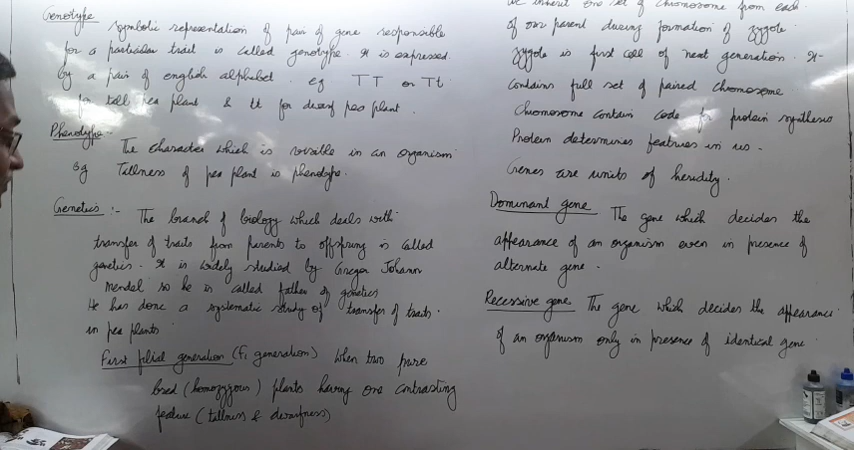 Genotype
symbolic representation of pair of gene responsible
for a particular trait is called genotype. It is expressed
by a pair of english alphabet. eg TT or Tt
for tall pea plant & tt for dwarf pea plant.
Phenotype -
The character which is visible in an organism
eg Tallness of pea plant is phenotype.
Genetics :- The branch of biology which deals with
transfer of traits from parents to offspring is called
genetics. It is widely studied by Gregor Johann
Mendel so he is called father of genetics
He has done a systematic study of transfer of traits.
in pea plants
First filial generation (F1 generation) When two pure
bred (homozygous) plants having one contrasting
feature (tallness & dwarfness)
we inherit one set of chromosome from each
of our parent during formation of zygote
zygote is first cell of next generation. It
contains full set of paired chromosome
Chromosome contain code for protein synthesis
Protein determines features in us.
Genes are units of heridity.
Dominant gene The gene which decides the
appearance of an organism even in presence of
alternate gene.
Recessive gene The gene which decides the appearance
of an organism only in presence of identical gene